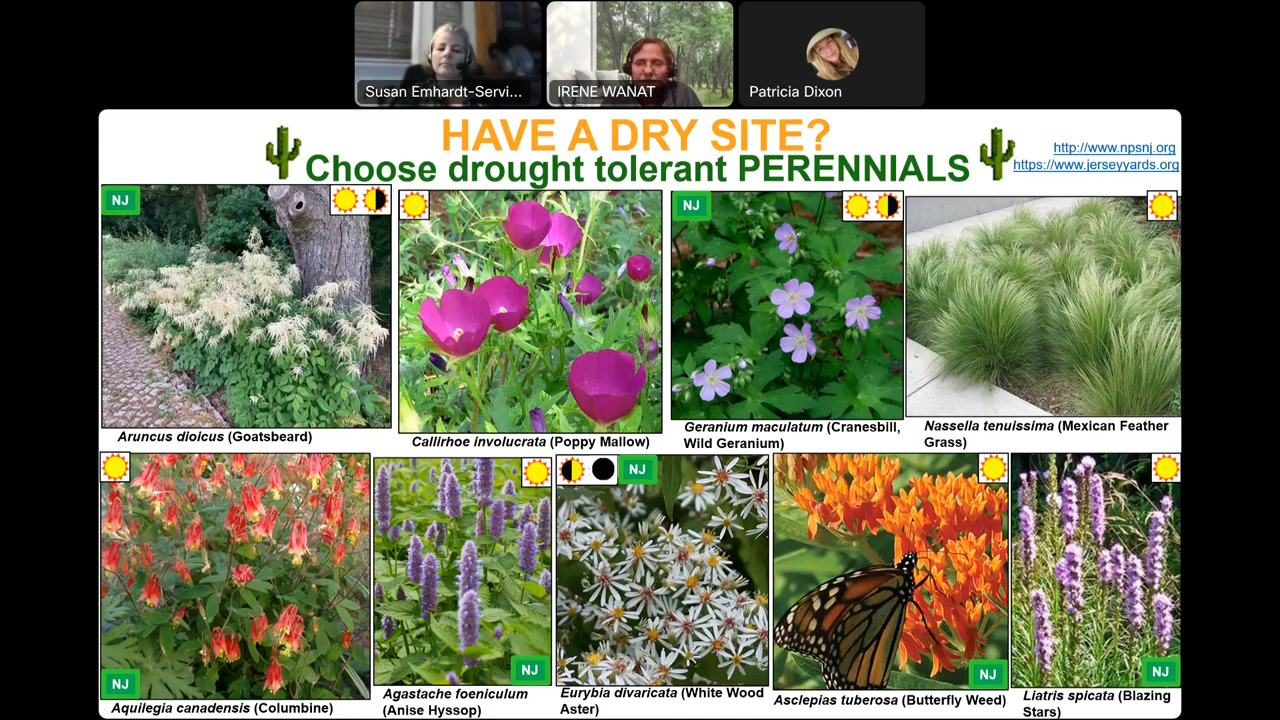 Susan Emhardt-Servi...
IRENE WANAT
Patricia Dixon
HAVE A DRY SITE?
Choose drought tolerant PERENNIALS
http://www.npsnj.org
https://www.jerseyyards.org
NJ
NJ
Aruncus dioicus (Goatsbeard)
Callirhoe involucrata (Poppy Mallow)
Geranium maculatum (Cranesbill,
Wild Geranium)
Nassella tenuissima (Mexican Feather
Grass)
NJ
NJ
NJ
NJ
NJ
Aquilegia canadensis (Columbine)
Agastache foeniculum
(Anise Hyssop)
Eurybia divaricata (White Wood
Aster)
Asclepias tuberosa (Butterfly Weed)
Liatris spicata (Blazing
Stars)